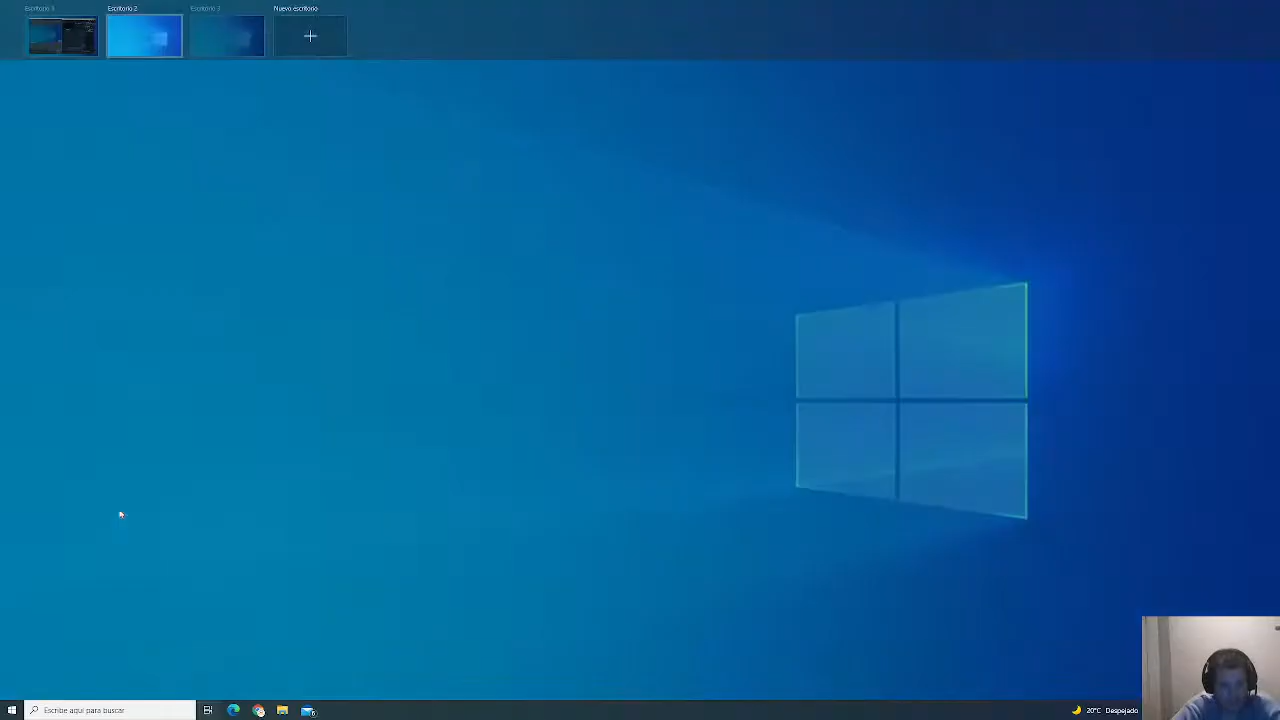 Escritorio 1
Escritorio 2
Escritorio 3
Nuevo escritorio
Escribe aquí para buscar
20°C Despejado